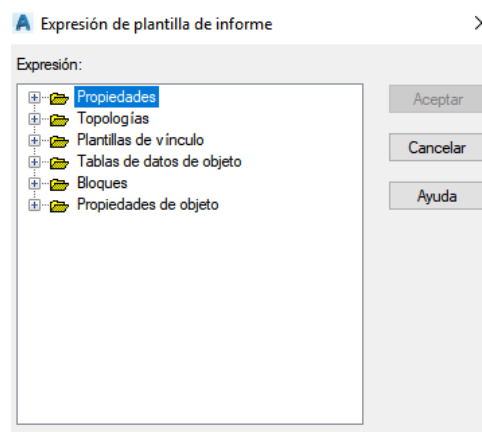 Expresión de plantilla de informe
Expresión:
Propiedades
Topologías
Plantillas de vínculo
Tablas de datos de objeto
Bloques
Propiedades de objeto
Aceptar
Cancelar
Ayuda